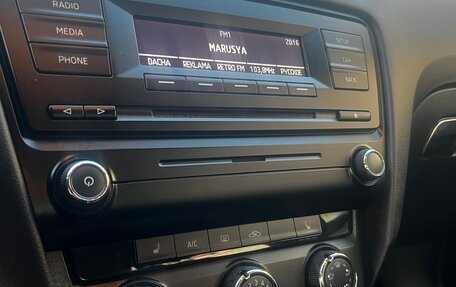 RADIO
MEDIA
PHONE
FM1
20:16
MARUSYA
DACHA REKLAMA RETRO FM 103,8MHz РУССКОЕ
SETUP
CAR
BACK
A/C